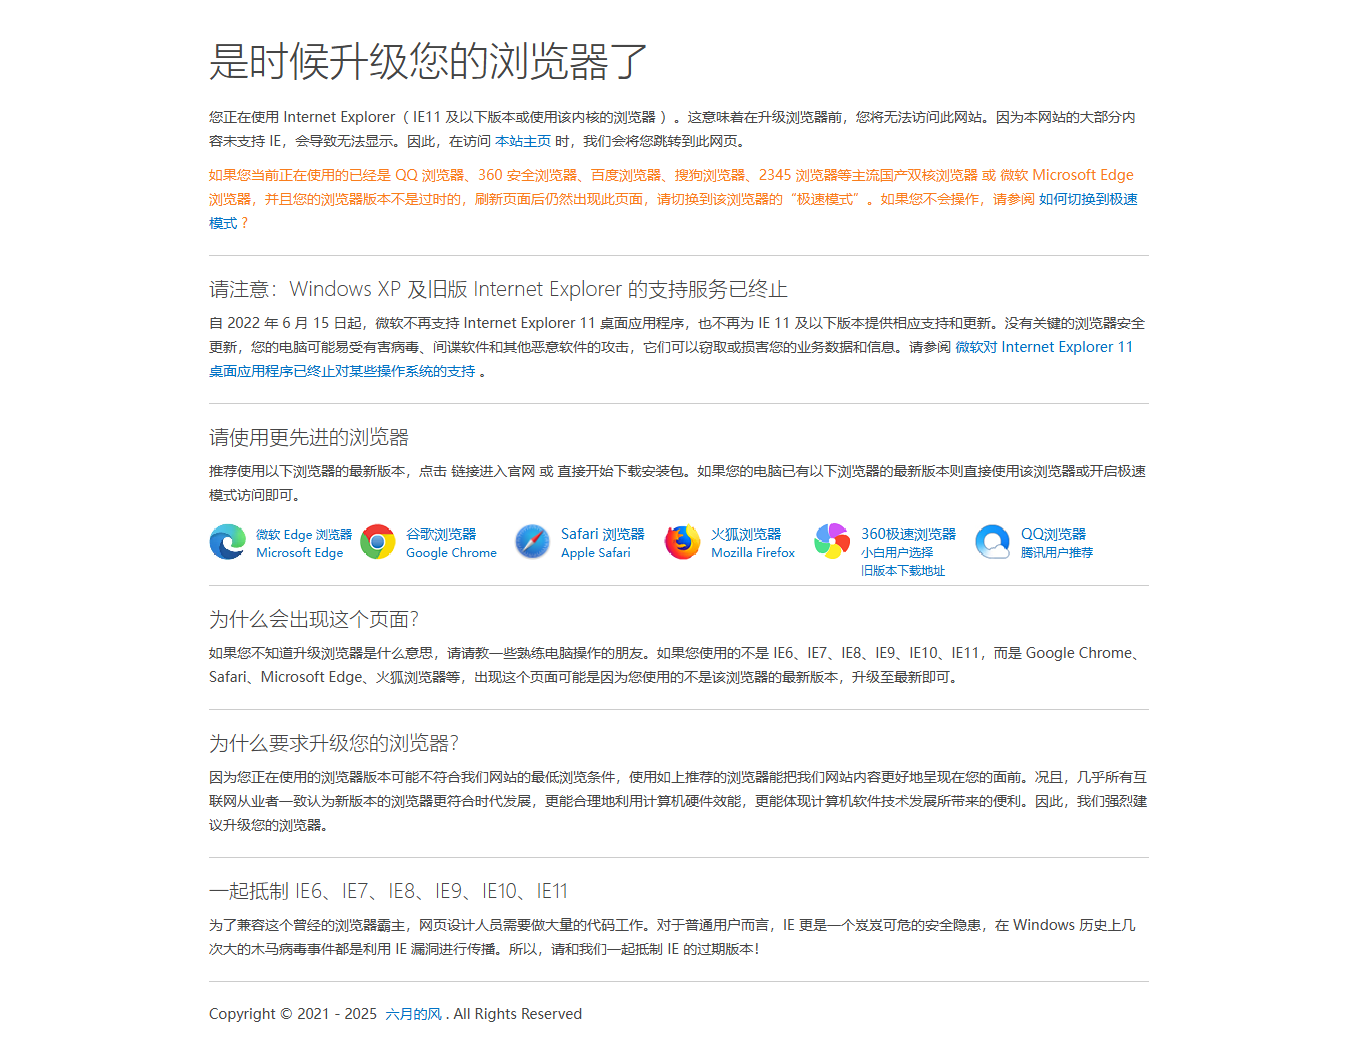 是时候升级您的浏览器了
您正在使用 Internet Explorer（ IE11 及以下版本或使用该内核的浏览器 ）。这意味着在升级浏览器前，您将无法访问此网站。因为本网站的大部分内
容未支持 IE，会导致无法显示。因此，在访问 本站主页 时，我们会将您跳转到此网页。
如果您当前正在使用的已经是 QQ 浏览器、360 安全浏览器、百度浏览器、搜狗浏览器、2345 浏览器等主流国产双核浏览器 或 微软 Microsoft Edge
浏览器，并且您的浏览器版本不是过时的，刷新页面后仍然出现此页面，请切换到该浏览器的“极速模式”。如果您不会操作，请参阅 如何切换到极速
模式 ?
请注意：Windows XP 及旧版 Internet Explorer 的支持服务已终止
自 2022 年 6 月 15 日起，微软不再支持 Internet Explorer 11 桌面应用程序，也不再为 IE 11 及以下版本提供相应支持和更新。没有关键的浏览器安全
更新，您的电脑可能易受有害病毒、间谍软件和其他恶意软件的攻击，它们可以窃取或损害您的业务数据和信息。请参阅 微软对 Internet Explorer 11
桌面应用程序已终止对某些操作系统的支持 。
请使用更先进的浏览器
推荐使用以下浏览器的最新版本，点击 链接进入官网 或 直接开始下载安装包。如果您的电脑已有以下浏览器的最新版本则直接使用该浏览器或开启极速
模式访问即可。
微软 Edge 浏览器
Microsoft Edge
谷歌浏览器
Google Chrome
Safari 浏览器
Apple Safari
火狐浏览器
Mozilla Firefox
360极速浏览器
小白用户选择
旧版本下载地址
QQ浏览器
腾讯用户推荐
为什么会出现这个页面？
如果您不知道升级浏览器是什么意思，请请教一些熟练电脑操作的朋友。如果您使用的不是 IE6、IE7、IE8、IE9、IE10、IE11，而是 Google Chrome、
Safari、Microsoft Edge、火狐浏览器等，出现这个页面可能是因为您使用的不是该浏览器的最新版本，升级至最新即可。
为什么要求升级您的浏览器？
因为您正在使用的浏览器版本可能不符合我们网站的最低浏览条件，使用如上推荐的浏览器能把我们网站内容更好地呈现在您的面前。况且，几乎所有互
联网从业者一致认为新版本的浏览器更符合时代发展，更能合理地利用计算机硬件效能，更能体现计算机软件技术发展所带来的便利。因此，我们强烈建
议升级您的浏览器。
一起抵制 IE6、IE7、IE8、IE9、IE10、IE11
为了兼容这个曾经的浏览器霸主，网页设计人员需要做大量的代码工作。对于普通用户而言，IE 更是一个岌岌可危的安全隐患，在 Windows 历史上几
次大的木马病毒事件都是利用 IE 漏洞进行传播。所以，请和我们一起抵制 IE 的过期版本！
Copyright © 2021 - 2025 六月的风 . All Rights Reserved